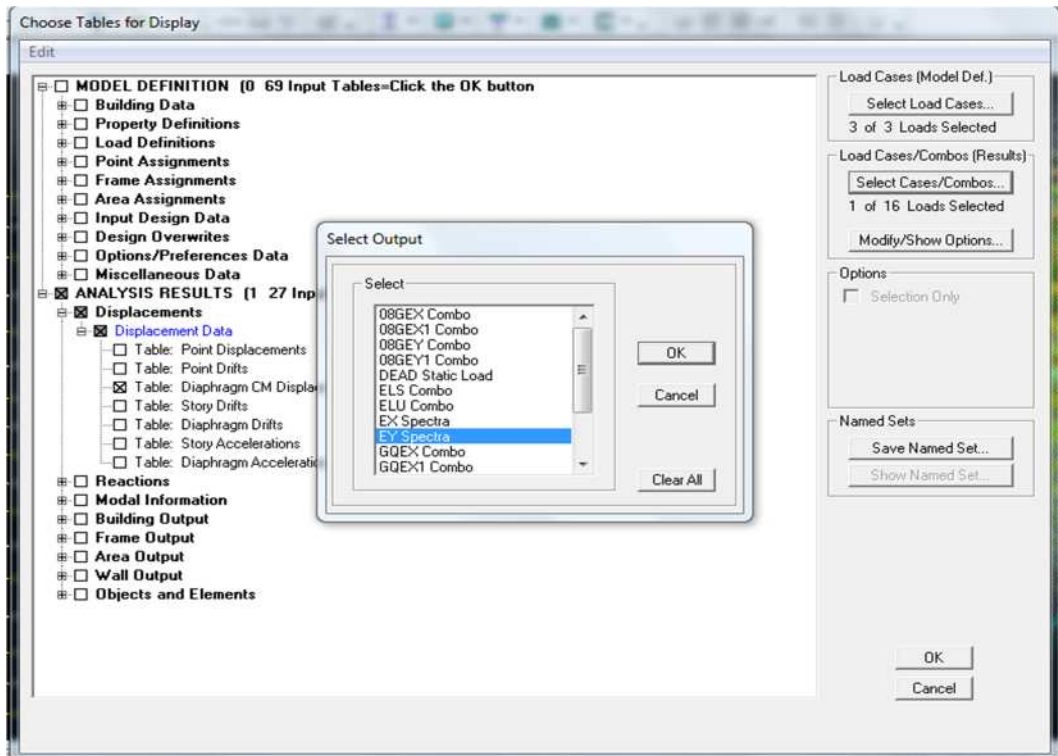 Choose Tables for Display
Edit
MODEL DEFINITION (0 69 Input Tables=Click the OK button
Building Data
Property Definitions
Load Definitions
Point Assignments
Frame Assignments
Area Assignments
Input Design Data
Design Overwrites
Options/Preferences Data
Miscellaneous Data
ANALYSIS RESULTS (1 27 Inp
Displacements
Displacement Data
Table: Point Displacements
Table: Point Drifts
Table: Diaphragm CM Displa
Table: Story Drifts
Table: Diaphragm Drifts
Table: Story Accelerations
Table: Diaphragm Acceleratio
Reactions
Modal Information
Building Output
Frame Output
Area Output
Wall Output
Objects and Elements
Select Output
Select
08GEX Combo
08GEX1 Combo
08GEY Combo
08GEY1 Combo
DEAD Static Load
ELS Combo
ELU Combo
EX Spectra
EY Spectra
GQEX Combo
GQEX1 Combo
OK
Cancel
Clear All
Load Cases (Model Def.)
Select Load Cases...
3 of 3 Loads Selected
Load Cases/Combos (Results)
Select Cases/Combos...
1 of 16 Loads Selected
Modify/Show Options...
Options
Selection Only
Named Sets
Save Named Set...
Show Named Set...
OK
Cancel